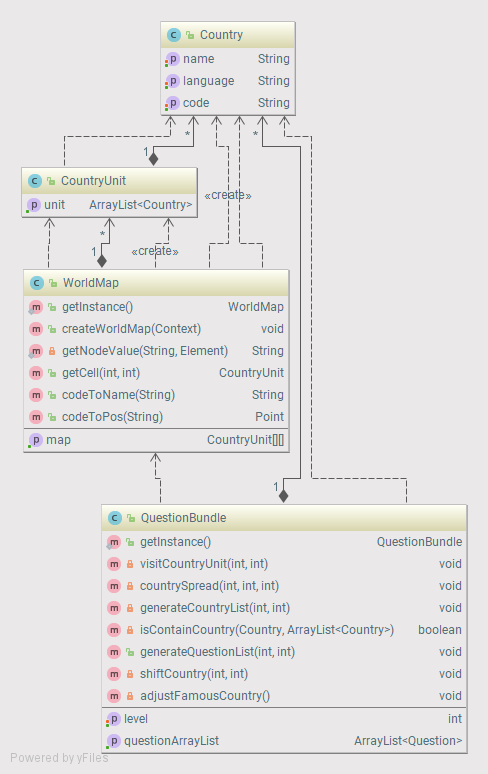 Country
name String
language String
code String
* *
1 1
CountryUnit
unit ArrayList<Country>
«create»
*
1 «create»
WorldMap
getInstance() WorldMap
createWorldMap(Context) void
getNodeValue(String, Element) String
getCell(int, int) CountryUnit
codeToName(String) String
codeToPos(String) Point
map CountryUnit[][]
1
QuestionBundle
getInstance() QuestionBundle
visitCountryUnit(int, int) void
countrySpread(int, int) void
generateCountryList(int, int) void
isContainCountry(Country, ArrayList<Country>) boolean
generateQuestionList(int, int) void
shiftCountry(int, int) void
adjustFamousCountry() void
level int
questionArrayList ArrayList<Question>
Powered by yFiles